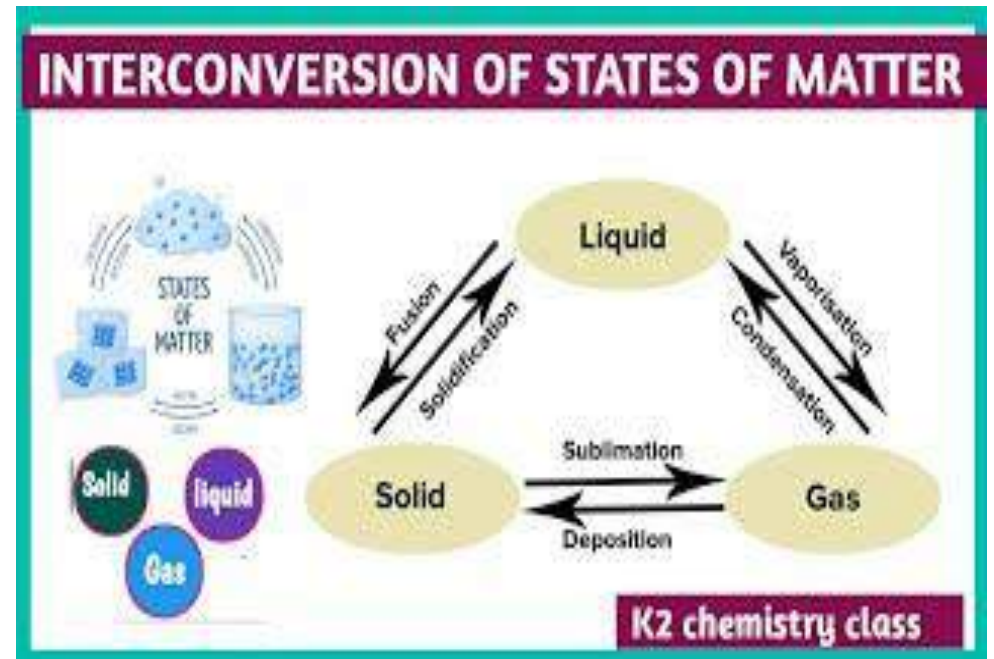 INTERCONVERSION OF STATES OF MATTER
STATES
OF
MATTER
Solid
liquid
Gas
Liquid
Fusion
Solidification
Vaporisation
Condensation
Sublimation
Solid
Gas
Deposition
K2 chemistry class